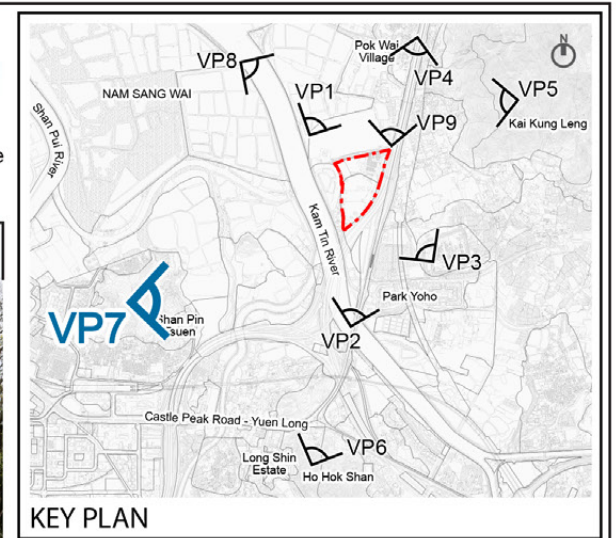 N
Pok Wai
Village
VP8
VP4
NAM SANG WAI
VP1
VP5
VP9
Kai Kung Leng
Shan Pui River
Kam Tin River
VP3
Park Yoho
VP7
Shan Pin
Tsuen
VP2
Castle Peak Road - Yuen Long
Long Shin
Estate
VP6
Ho Hok Shan
KEY PLAN